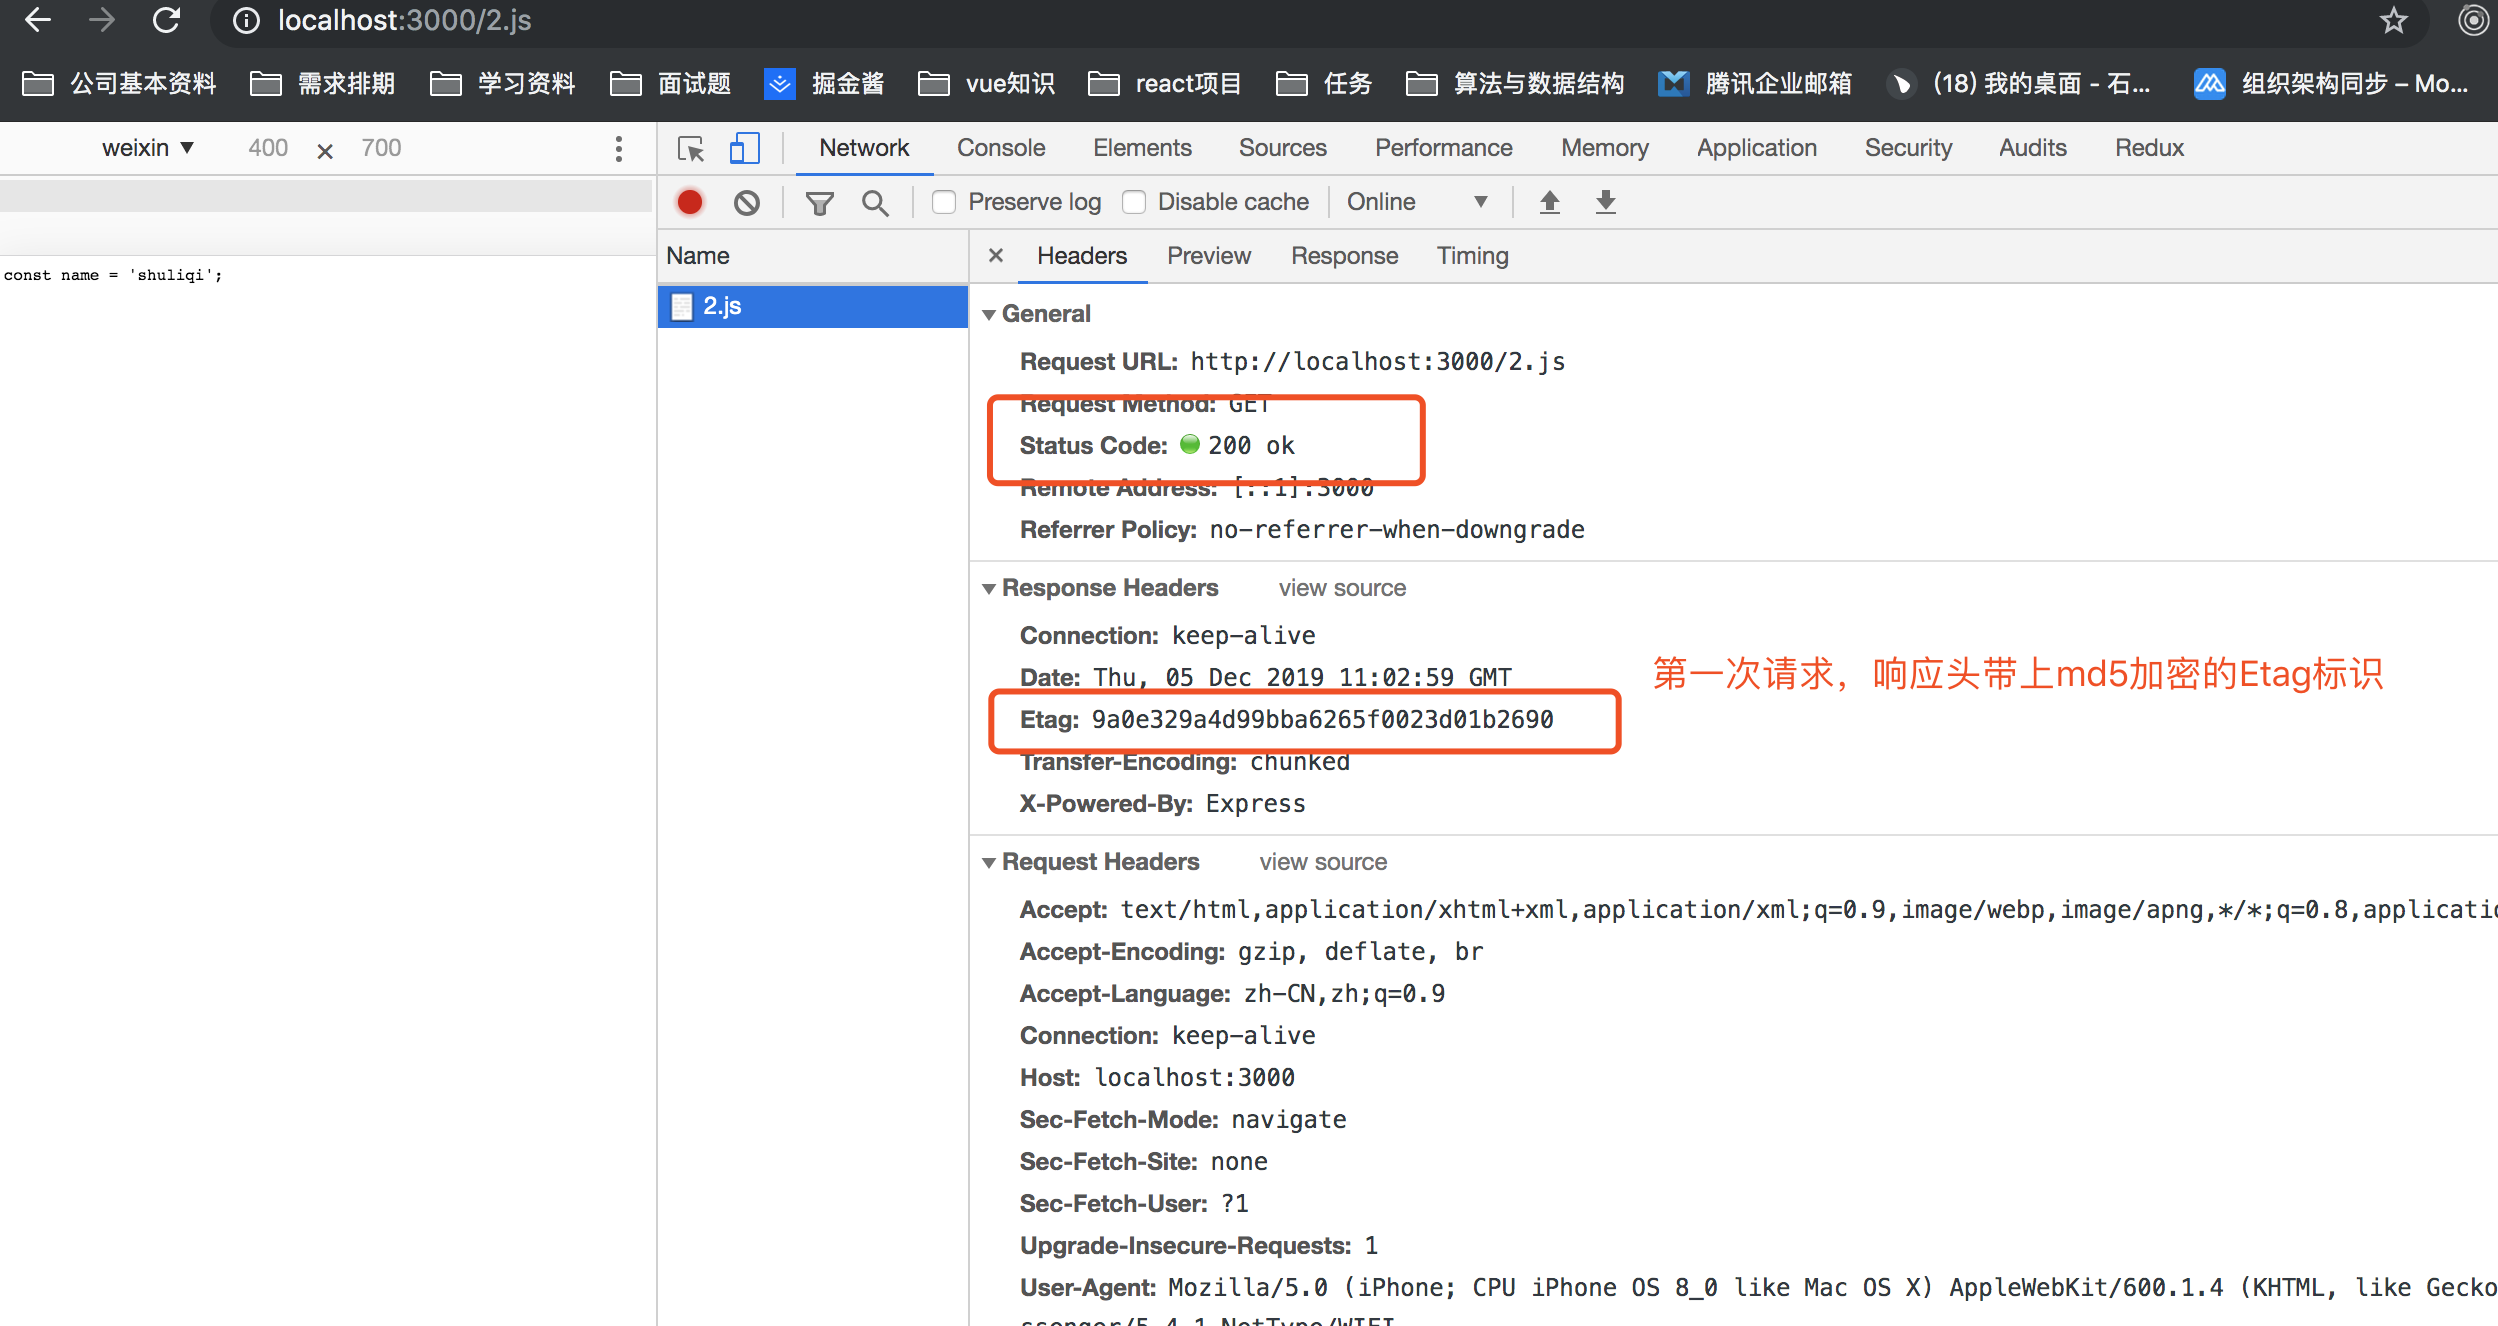 localhost:3000/2.js
公司基本资料 需求排期 学习资料 面试题 掘金酱 vue知识 react项目 任务 算法与数据结构 腾讯企业邮箱 (18) 我的桌面 - 石... 组织架构同步 – Mo...
weixin ▼ 400 × 700
Network Console Elements Sources Performance Memory Application Security Audits Redux
Preserve log Disable cache Online ▼
Name
× Headers Preview Response Timing
const name = 'shuliqi';
2.js
General
Request URL: http://localhost:3000/2.js
Request Method: GET
Status Code: 200 ok
Remote Address: [::1]:3000
Referrer Policy: no-referrer-when-downgrade
Response Headers view source
Connection: keep-alive
Date: Thu, 05 Dec 2019 11:02:59 GMT
第一次请求，响应头带上md5加密的Etag标识
Etag: 9a0e329a4d99bba6265f0023d01b2690
Transfer-Encoding: chunked
X-Powered-By: Express
Request Headers view source
Accept: text/html,application/xhtml+xml,application/xml;q=0.9,image/webp,image/apng,*/*;q=0.8,applicatio
Accept-Encoding: gzip, deflate, br
Accept-Language: zh-CN,zh;q=0.9
Connection: keep-alive
Host: localhost:3000
Sec-Fetch-Mode: navigate
Sec-Fetch-Site: none
Sec-Fetch-User: ?1
Upgrade-Insecure-Requests: 1
User-Agent: Mozilla/5.0 (iPhone; CPU iPhone OS 8_0 like Mac OS X) AppleWebKit/600.1.4 (KHTML, like Gecko
ssenger/5.4.1 NetType/WIFI